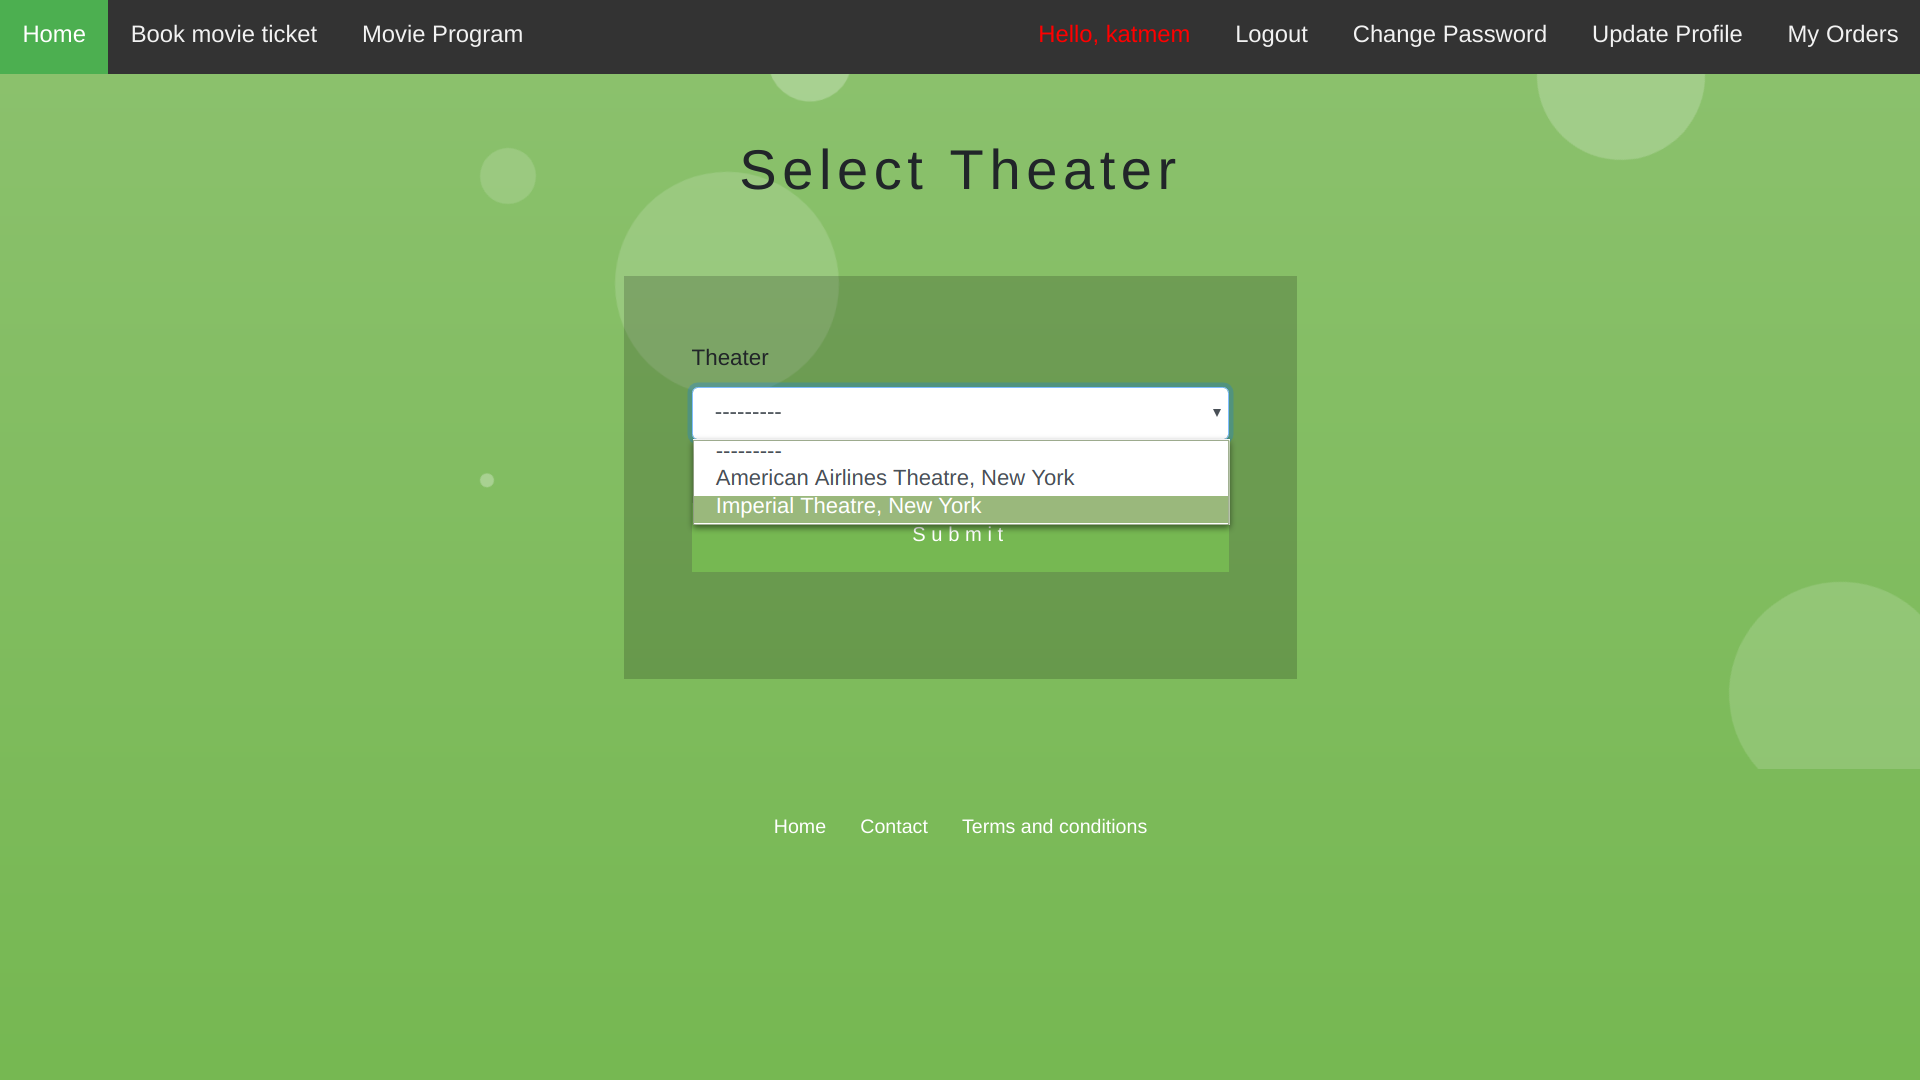 Home Book movie ticket Movie Program Hello, katmem Logout Change Password Update Profile My Orders
Select Theater
Theater
---------
---------
American Airlines Theatre, New York
Imperial Theatre, New York
Submit
Home Contact Terms and conditions